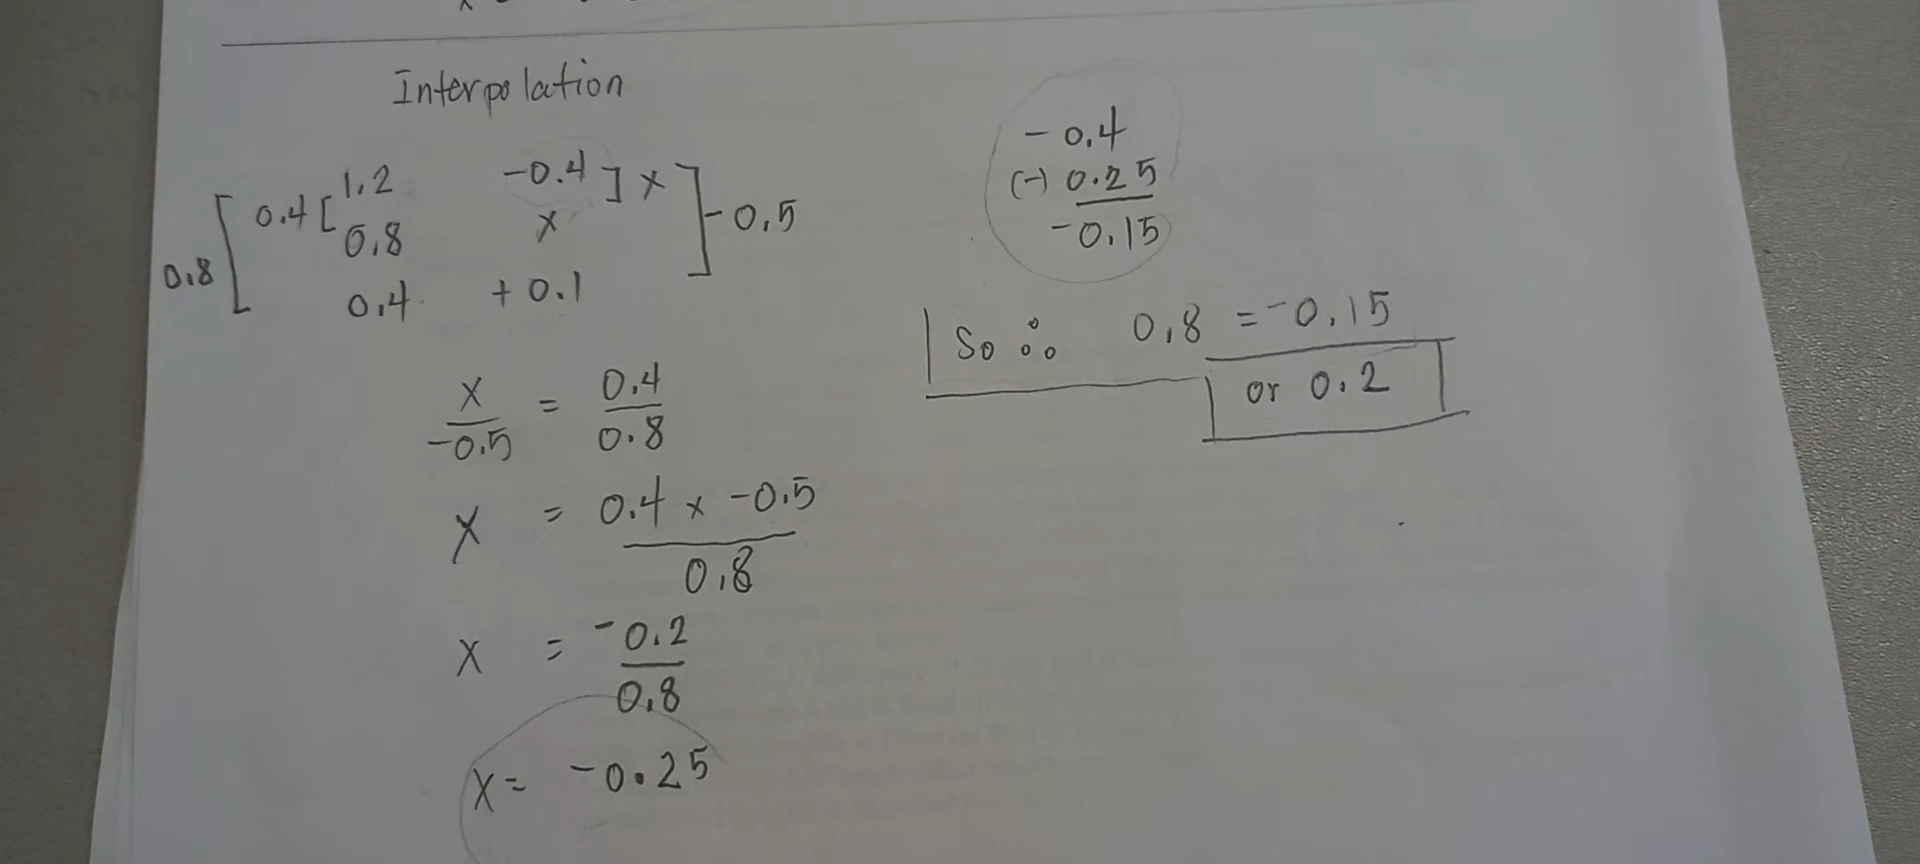 Interpolation
0.8 [ 0.4 [ 1.2 -0.4 ] x ] -0.5
0.8 x
0.4 +0.1
x / -0.5 = 0.4 / 0.8
x = 0.4 x -0.5 / 0.8
x = -0.2 / 0.8
x = -0.25
-0.4
(-) 0.25
-0.15
So ∴ 0.8 = -0.15
or 0.2